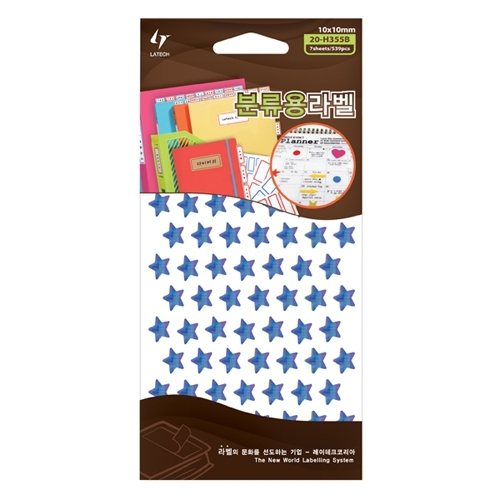 LATECH
10x10mm
20-H355B
7sheets/539pcs
분류용라벨
Planner
라벨의 문화를 선도하는 기업 - 레이테크코리아
The New World Labelling System